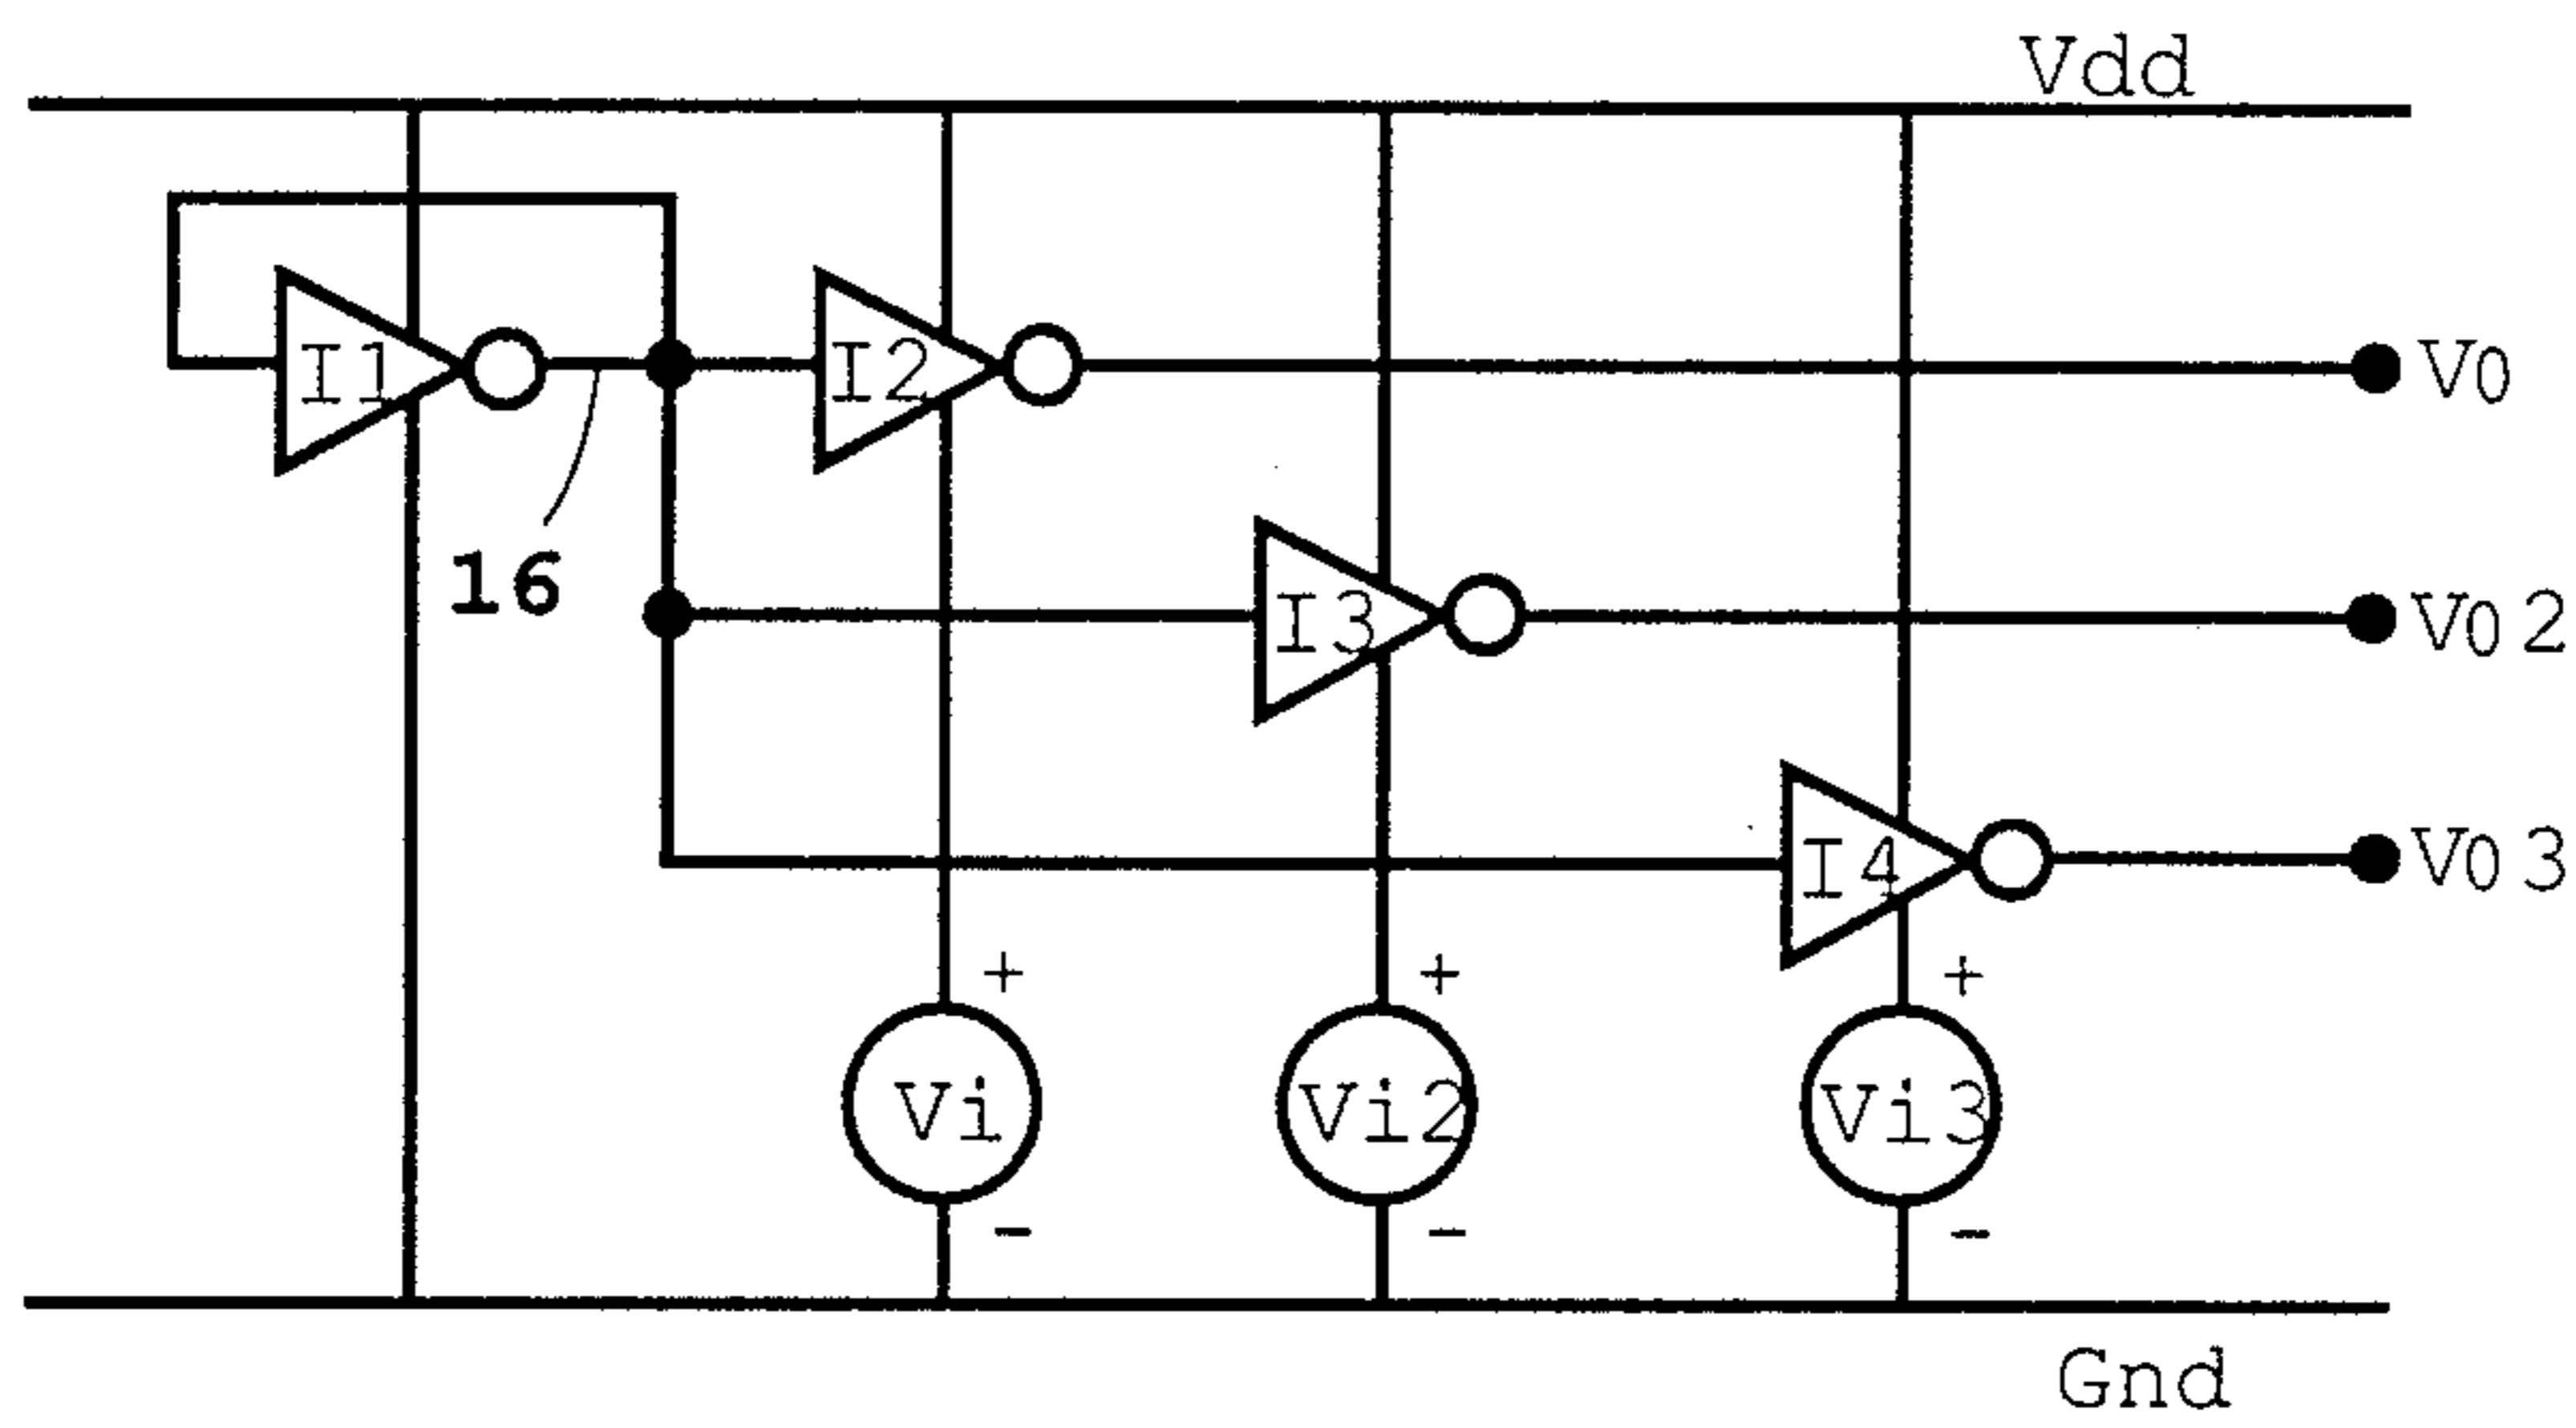 Vdd
I1
I2
V0
16
I3
V0 2
I4
V0 3
+ + +
Vi Vi2 Vi3
- - -
Gnd